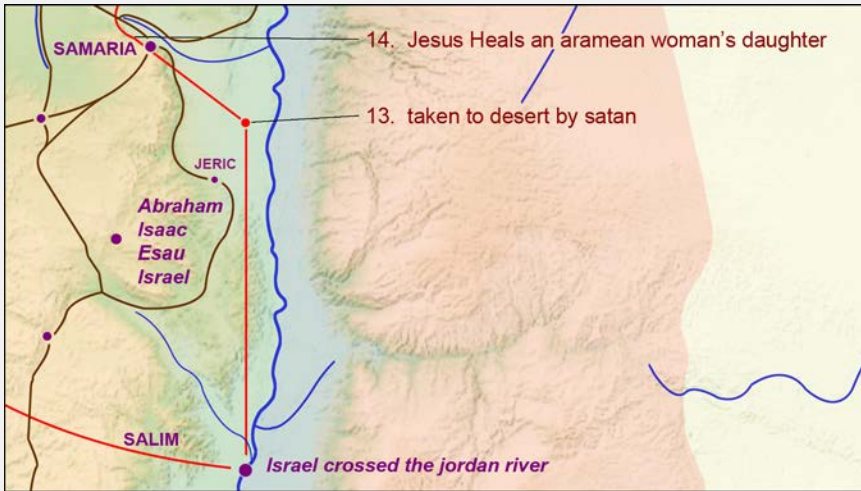 SAMARIA
14. Jesus Heals an aramean woman's daughter
13. taken to desert by satan
JERIC
Abraham
Isaac
Esau
Israel
SALIM
Israel crossed the jordan river